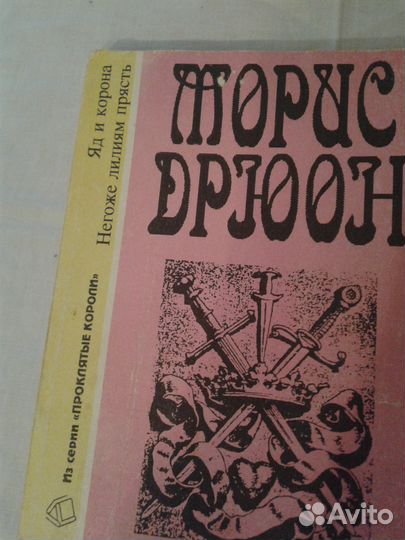 Яд и корона
Негоже лилиям прясть
Из серии «ПРОКЛЯТЫЕ КОРОЛИ»
МОРИС
ДРЮОН
Avito